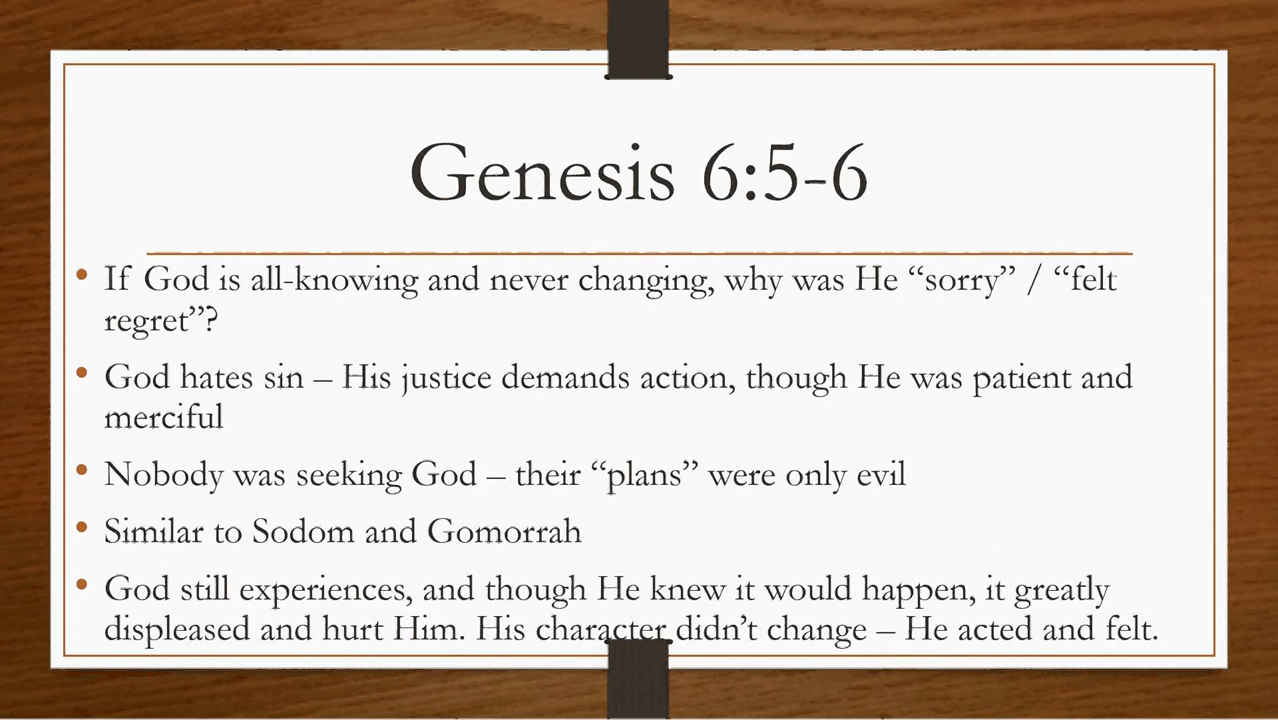 Genesis 6:5-6
• If God is all-knowing and never changing, why was He “sorry” / “felt
regret”?
• God hates sin – His justice demands action, though He was patient and
merciful
• Nobody was seeking God – their “plans” were only evil
• Similar to Sodom and Gomorrah
• God still experiences, and though He knew it would happen, it greatly
displeased and hurt Him. His character didn’t change – He acted and felt.